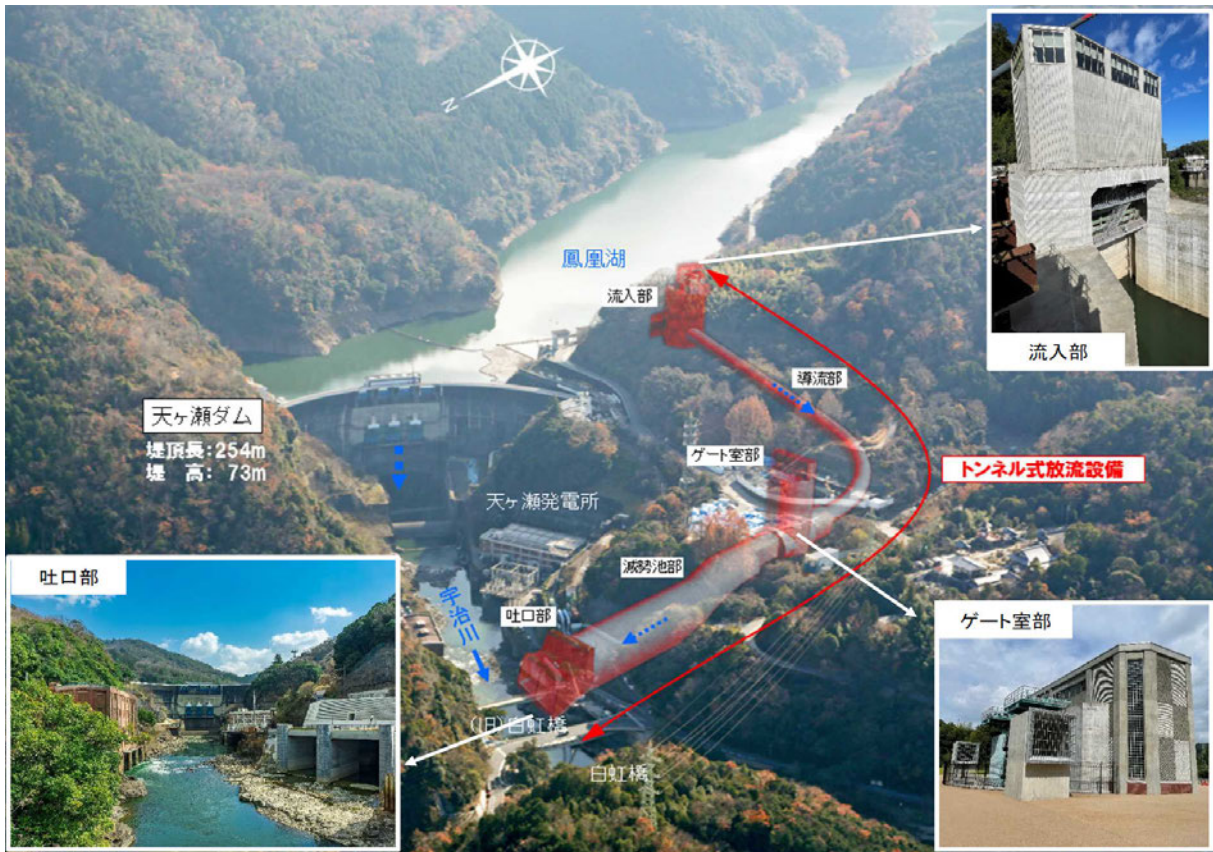 N
鳳凰湖
流入部
流入部
導流部
天ヶ瀬ダム
堤頂長:254m
堤 高: 73m
ゲート室部
トンネル式放流設備
天ヶ瀬発電所
減勢池部
吐口部
宇治川
吐口部
ゲート室部
(旧)白虹橋
白虹橋